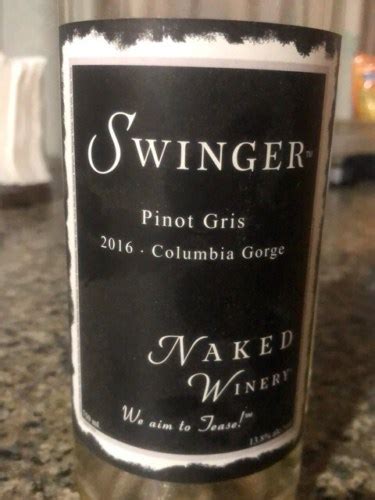 SWINGER™
Pinot Gris
2016 · Columbia Gorge
NAKED
WINERY
We aim to Tease!™